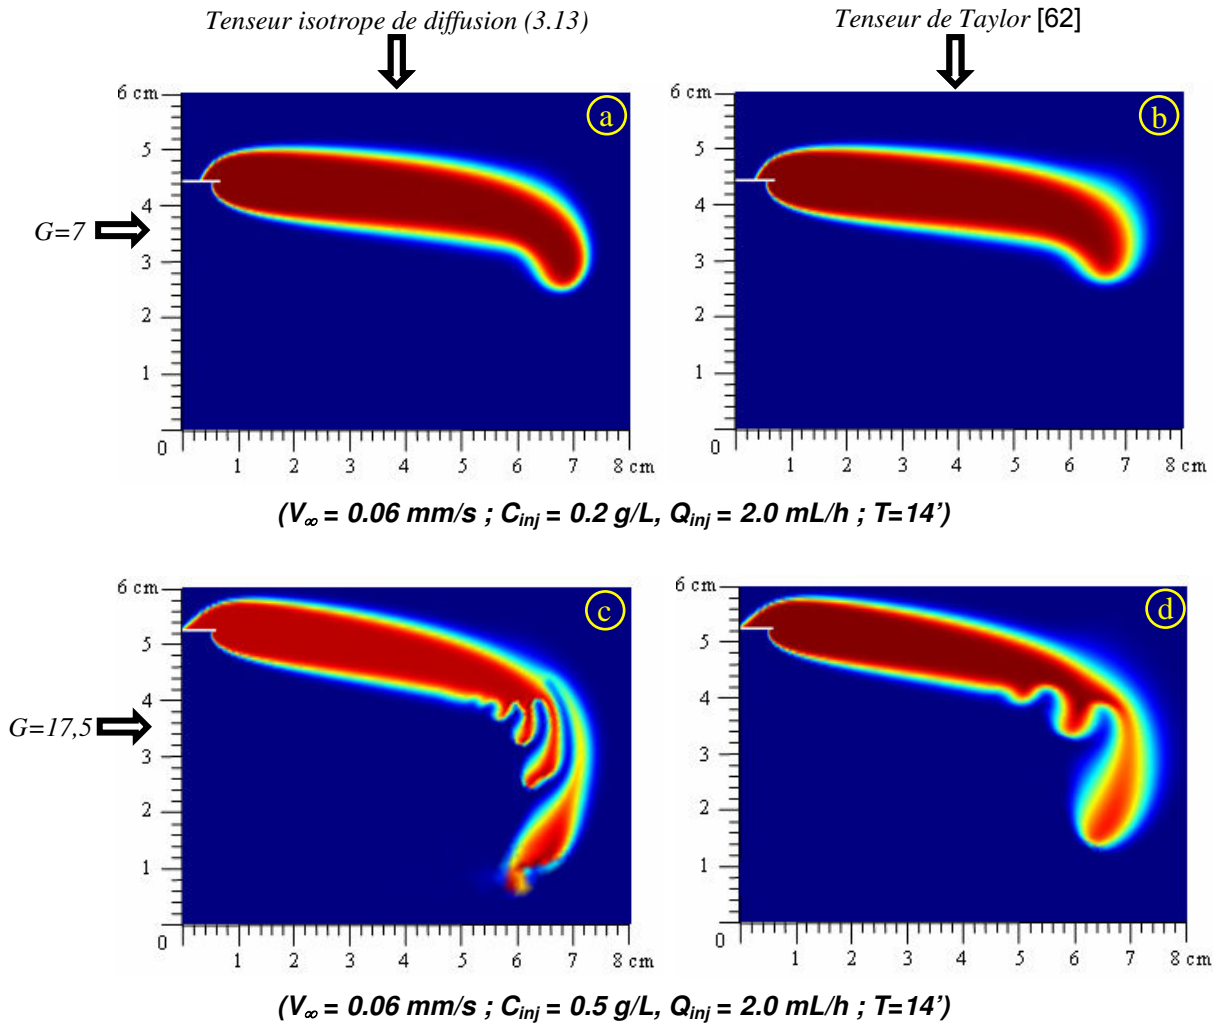 Tenseur isotrope de diffusion (3.13)
Tenseur de Taylor [62]
6 cm
5
4
3
2
1
0
1
2
3
4
5
6
7
8 cm
a
6 cm
5
4
3
2
1
0
1
2
3
4
5
6
7
8 cm
b
G=7
(V∞ = 0.06 mm/s ; Cinj = 0.2 g/L, Qinj = 2.0 mL/h ; T=14’)
6 cm
5
4
3
2
1
0
1
2
3
4
5
6
7
8 cm
c
6 cm
5
4
3
2
1
0
1
2
3
4
5
6
7
8 cm
d
G=17,5
(V∞ = 0.06 mm/s ; Cinj = 0.5 g/L, Qinj = 2.0 mL/h ; T=14’)